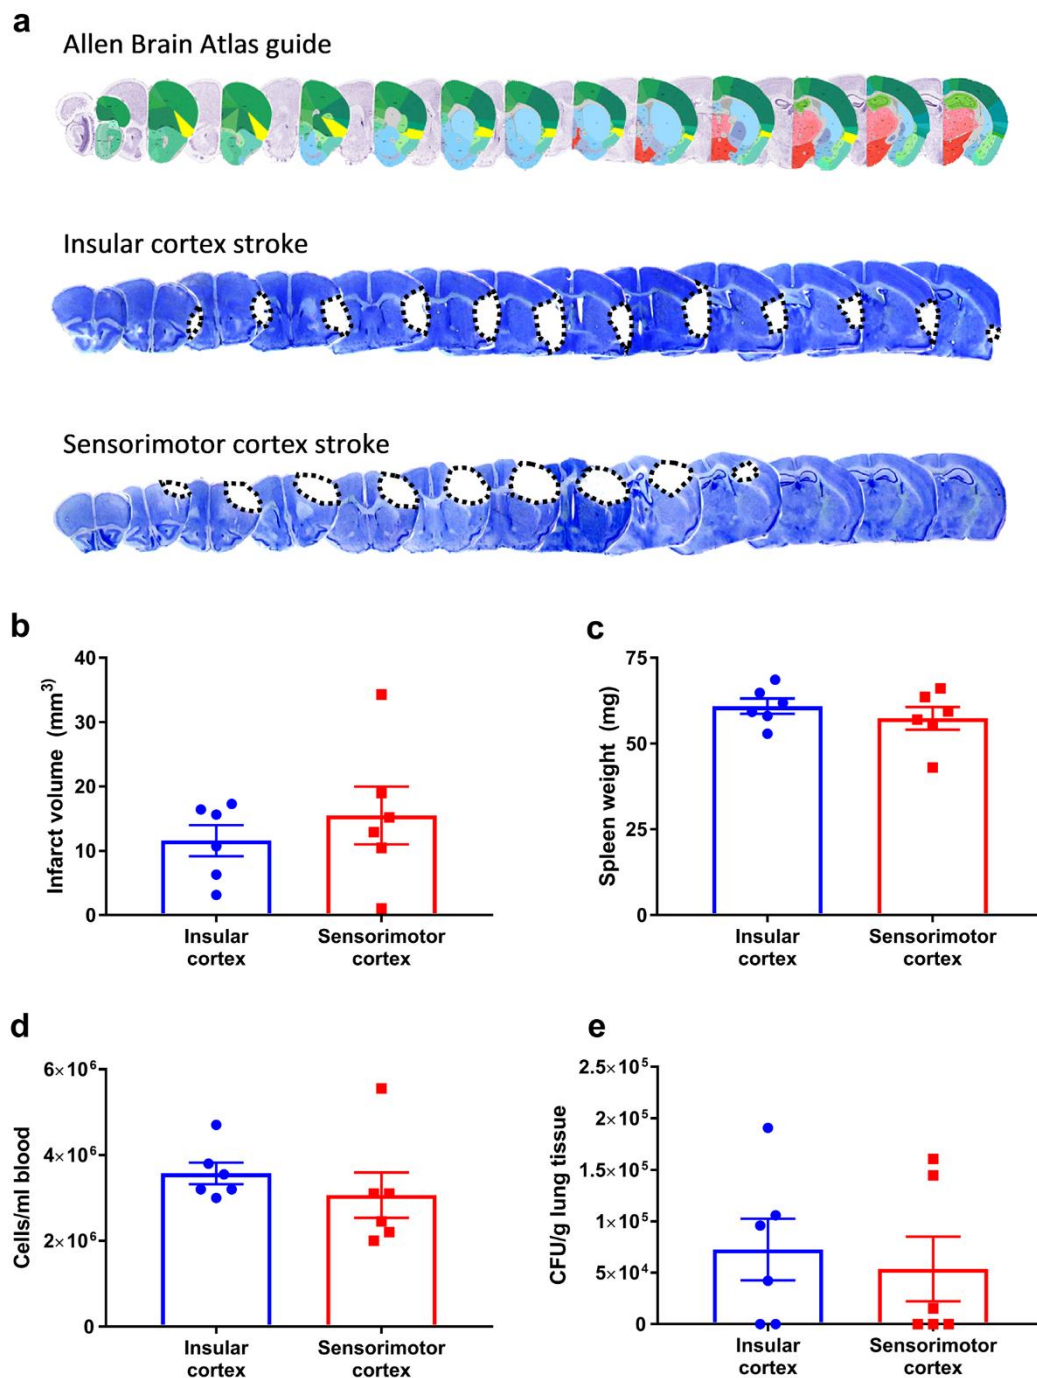 a
Allen Brain Atlas guide
Insular cortex stroke
Sensorimotor cortex stroke
b
Infarct volume (mm³)
40
30
20
10
0
Insular
cortex
Sensorimotor
cortex
c
Spleen weight (mg)
75
50
25
0
Insular
cortex
Sensorimotor
cortex
d
Cells/ml blood
6×10⁶
4×10⁶
2×10⁶
0
Insular
cortex
Sensorimotor
cortex
e
CFU/g lung tissue
2.5×10⁵
2×10⁵
1.5×10⁵
1×10⁵
5×10⁴
0
Insular
cortex
Sensorimotor
cortex